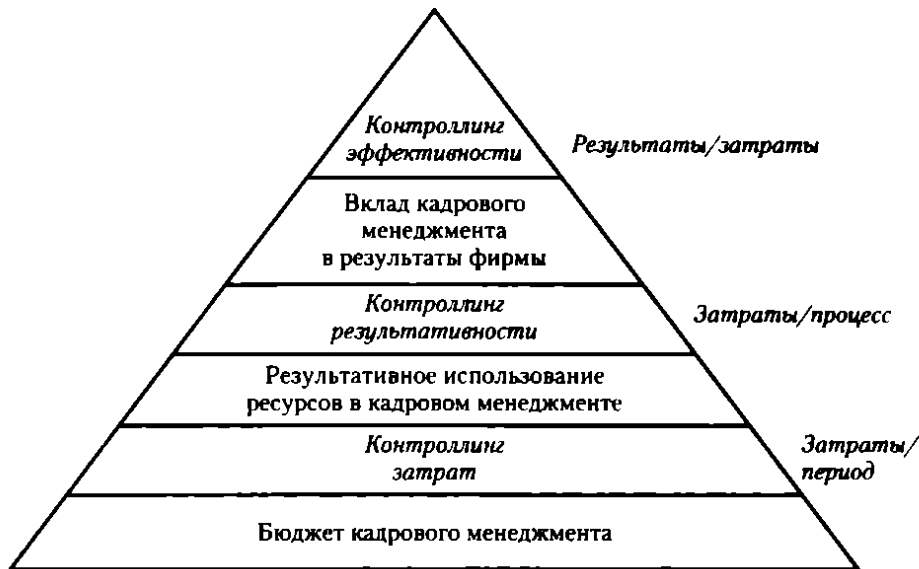 Контроллинг
эффективности
Результаты/затраты
Вклад кадрового
менеджмента
в результаты фирмы
Контроллинг
результативности
Затраты/процесс
Результативное использование
ресурсов в кадровом менеджменте
Контроллинг
затрат
Затраты/
период
Бюджет кадрового менеджмента